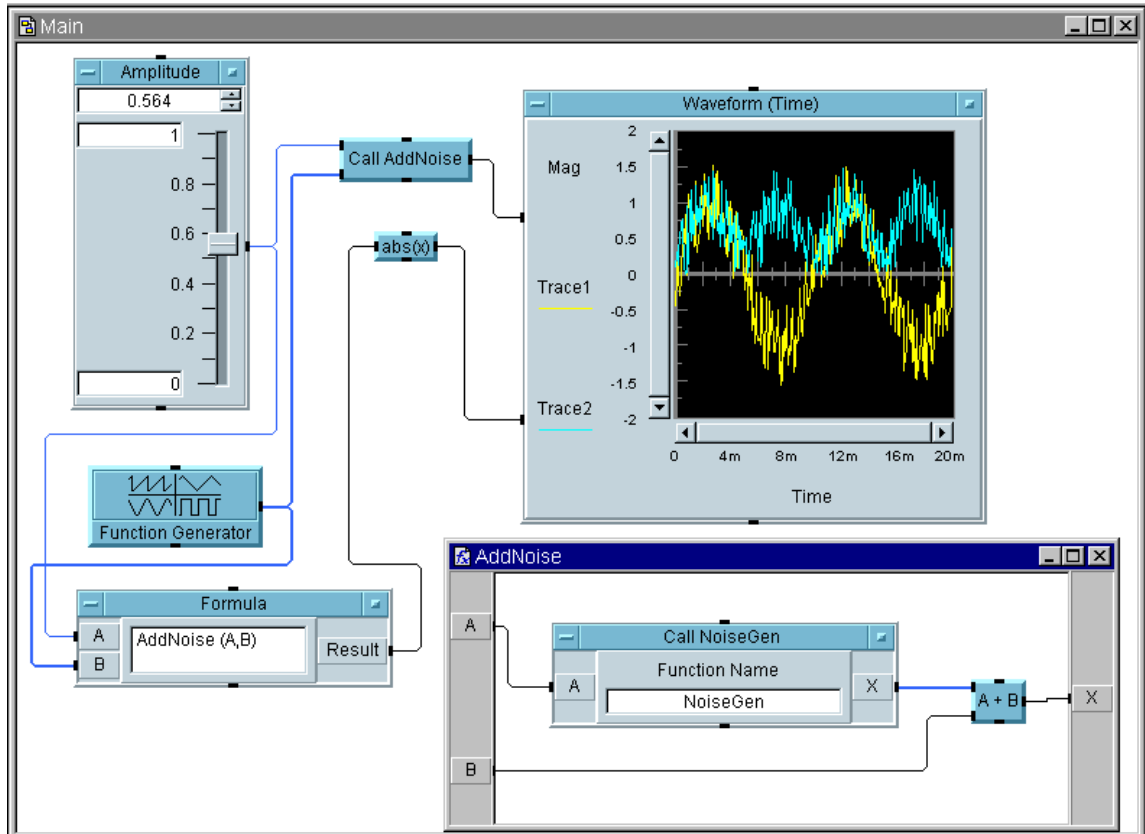 Main
Amplitude
0.564
1
0.8
0.6
0.4
0.2
0
Call AddNoise
abs(x)
Waveform (Time)
Mag
Trace1
Trace2
2
1.5
1
0.5
0
-0.5
-1
-1.5
-2
0 4m 8m 12m 16m 20m
Time
Function Generator
Formula
A
B
AddNoise (A,B)
Result
AddNoise
A
B
Call NoiseGen
A
Function Name
NoiseGen
X
A + B
X